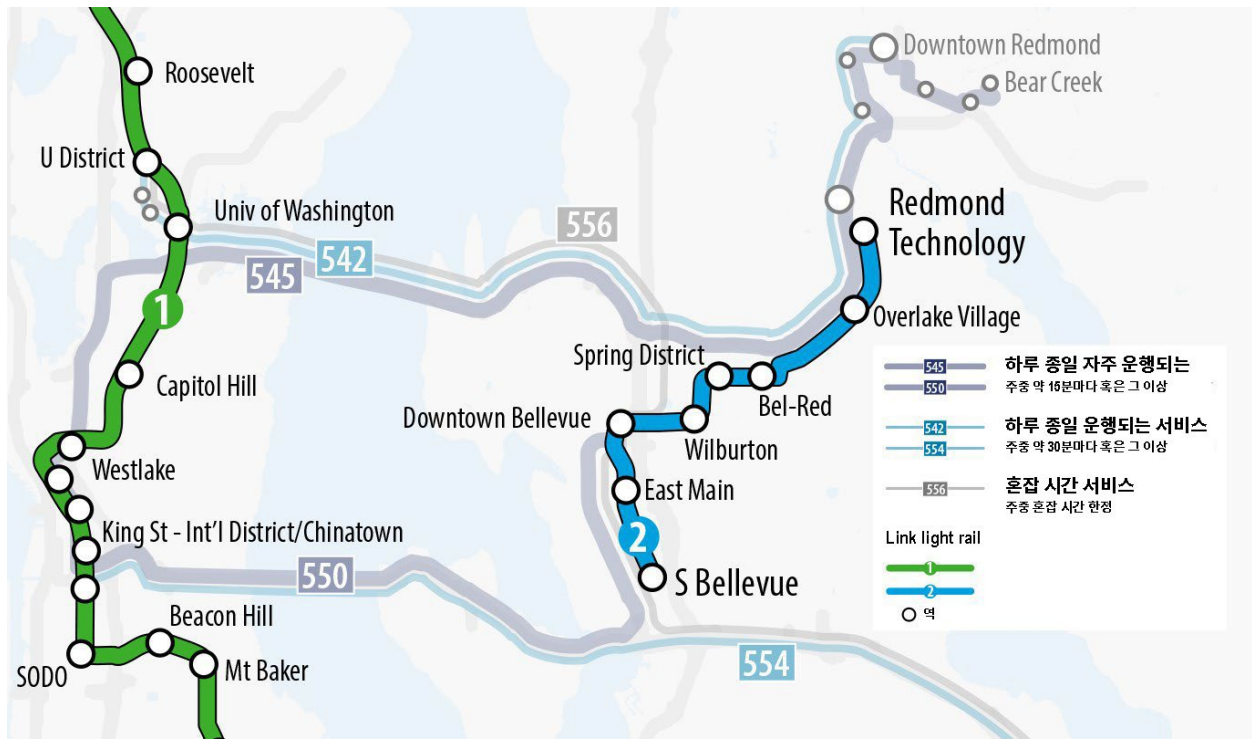 Downtown Redmond
Bear Creek
Roosevelt
U District
Univ of Washington
556
542
545
Redmond
Technology
1
Overlake Village
Spring District
Capitol Hill
Bel-Red
Downtown Bellevue
Wilburton
Westlake
East Main
King St - Int'l District/Chinatown
2
550
S Bellevue
Beacon Hill
SODO
Mt Baker
554
545
하루 종일 자주 운행되는
550
주중 약 15분마다 혹은 그 이상
542
하루 종일 운행되는 서비스
554
주중 약 30분마다 혹은 그 이상
556
혼잡 시간 서비스
주중 혼잡 시간 한정
Link light rail
1
2
역